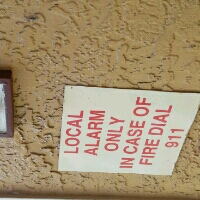 LOCAL
ALARM
ONLY
IN CASE OF
FIRE DIAL
911